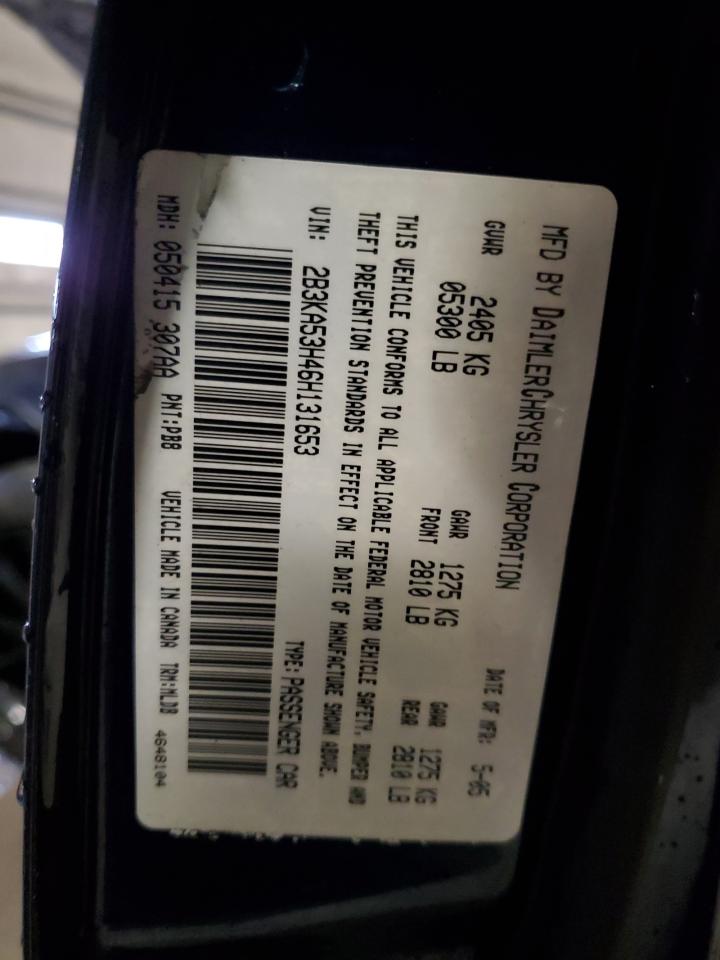 MFD BY DAIMLERCHRYSLER CORPORATION
DATE OF MFR: 5-05
GVWR 2405 KG GAWR 1275 KG GAWR 1275 KG
05300 LB FRONT 2810 LB REAR 2810 LB
THIS VEHICLE CONFORMS TO ALL APPLICABLE FEDERAL MOTOR VEHICLE SAFETY, BUMPER AND
THEFT PREVENTION STANDARDS IN EFFECT ON THE DATE OF MANUFACTURE SHOWN ABOVE.
VIN: 2B3KA53H46H131653 TYPE: PASSENGER CAR
MDH: 050415 307AA PNT:PBB VEHICLE MADE IN CANADA TRM:MLDB 4648104